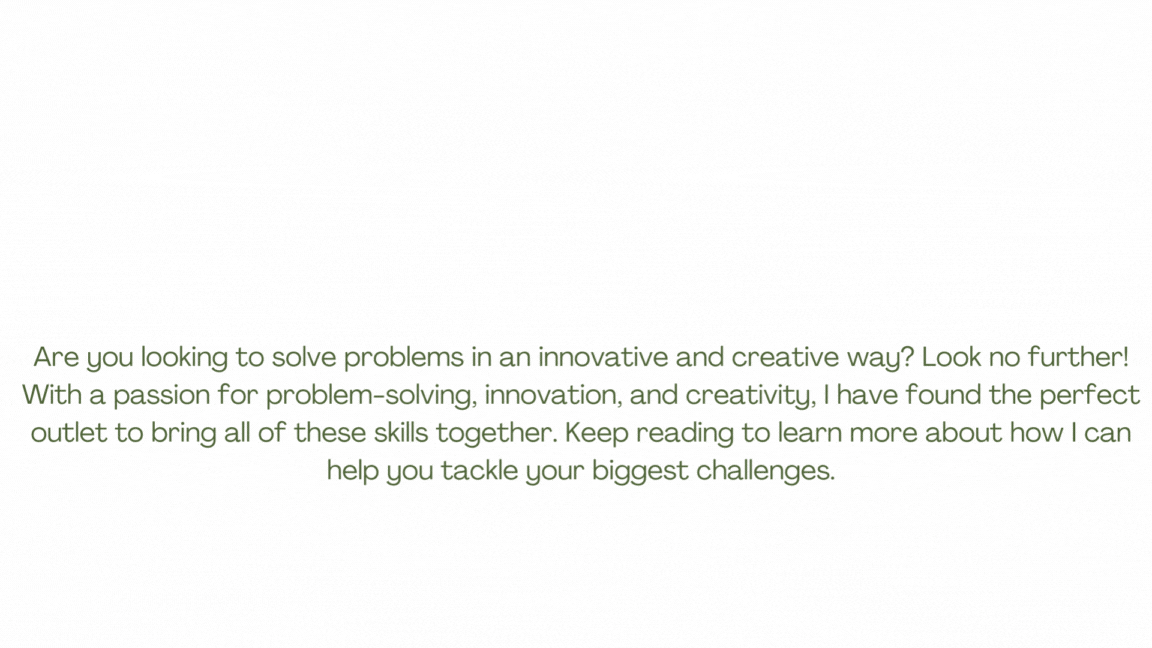 Are you looking to solve problems in an innovative and creative way? Look no further!
With a passion for problem-solving, innovation, and creativity, I have found the perfect
outlet to bring all of these skills together. Keep reading to learn more about how I can
help you tackle your biggest challenges.